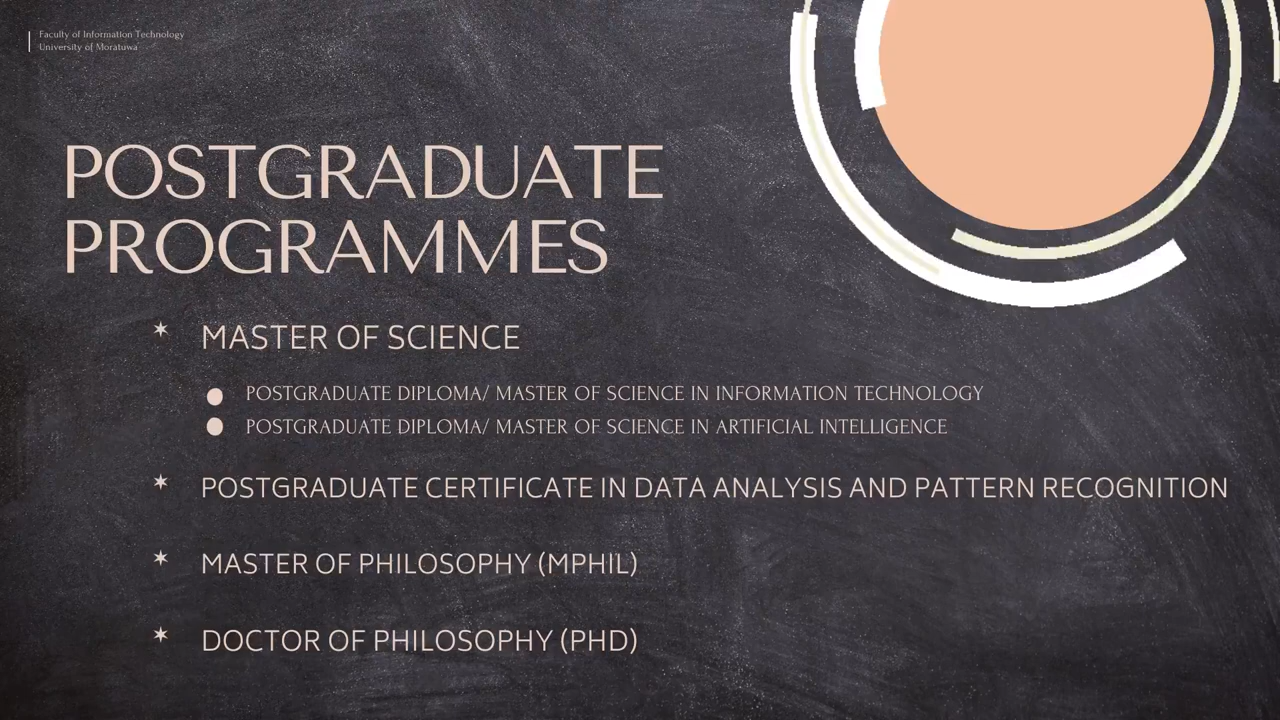 Faculty of Information Technology
University of Moratuwa
POSTGRADUATE
PROGRAMMES
* MASTER OF SCIENCE
● POSTGRADUATE DIPLOMA/ MASTER OF SCIENCE IN INFORMATION TECHNOLOGY
● POSTGRADUATE DIPLOMA/ MASTER OF SCIENCE IN ARTIFICIAL INTELLIGENCE
* POSTGRADUATE CERTIFICATE IN DATA ANALYSIS AND PATTERN RECOGNITION
* MASTER OF PHILOSOPHY (MPHIL)
* DOCTOR OF PHILOSOPHY (PHD)